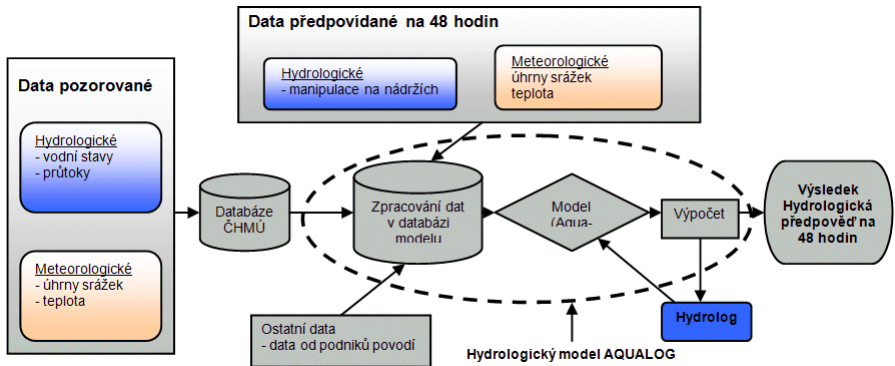 Data předpovídané na 48 hodin
Hydrologické
- manipulace na nádržích
Meteorologické
úhrny srážek
teplota
Data pozorované
Hydrologické
- vodní stavy
- průtoky
Meteorologické
- úhrny srážek
- teplota
Databáze
ČHMÚ
Zpracování dat
v databázi
modelu
Model
(Aqua-
Výpočet
Výsledek
Hydrologická
předpověď na
48 hodin
Hydrolog
Ostatní data
- data od podniků povodí
Hydrologický model AQUALOG